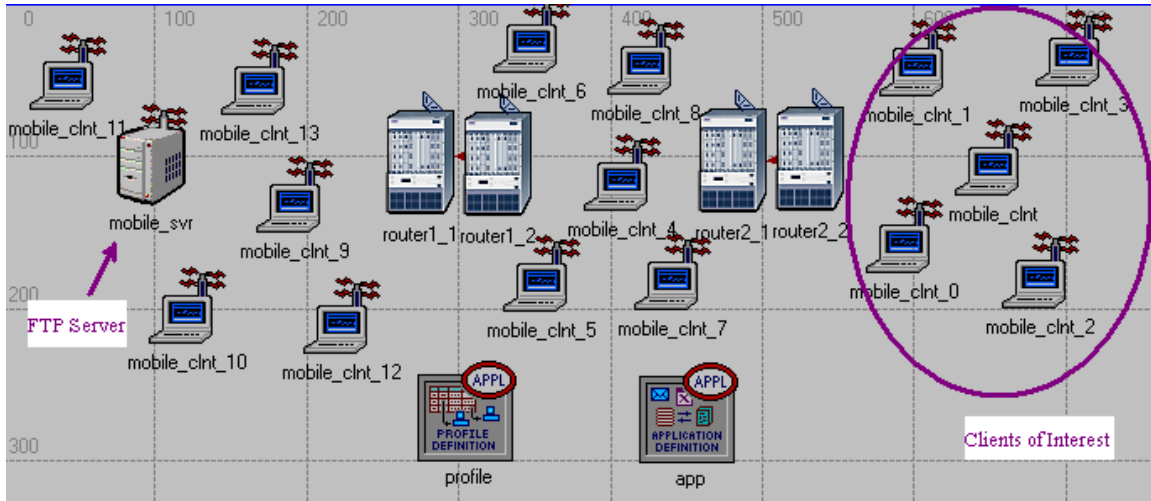 0 100 200 300 400 500 600
mobile_clnt_11
mobile_clnt_13
mobile_clnt_6
mobile_clnt_8
mobile_clnt_1
mobile_clnt_3
100
mobile_svr
mobile_clnt_9
router1_1
router1_2
mobile_clnt_4
router2_1
router2_2
mobile_clnt
mobile_clnt_0
200
FTP Server
mobile_clnt_10
mobile_clnt_12
mobile_clnt_5
mobile_clnt_7
mobile_clnt_2
APPL
PROFILE
DEFINITION
profile
APPL
APPLICATION
DEFINITION
app
Clients of Interest
300